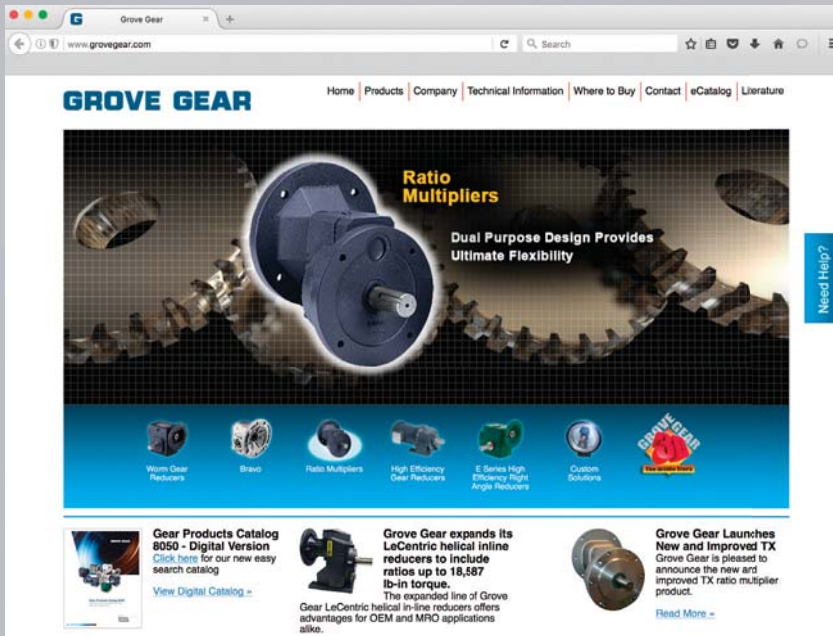 Grove Gear
www.grovegear.com
Search
GROVE GEAR
Home Products Company Technical Information Where to Buy Contact eCatalog Literature
Ratio
Multipliers
Dual Purpose Design Provides
Ultimate Flexibility
Need Help?
Worm Gear
Reducers
Bravo
Ratio Multipliers
High Efficiency
Gear Reducers
E Series High
Efficiency Right
Angle Reducers
Custom
Solutions
GROVE GEAR
3D
Gear Products Catalog
8050 - Digital Version
Click here for our new easy
search catalog
View Digital Catalog »
Grove Gear expands its
LeCentric helical inline
reducers to include
ratios up to 18,587
lb-in torque.
The expanded line of Grove
Gear LeCentric helical in-line reducers offers
advantages for OEM and MRO applications
alike.
Grove Gear Launches
New and Improved TX
Grove Gear is pleased to
announce the new and
improved TX ratio multiplier
product.
Read More »